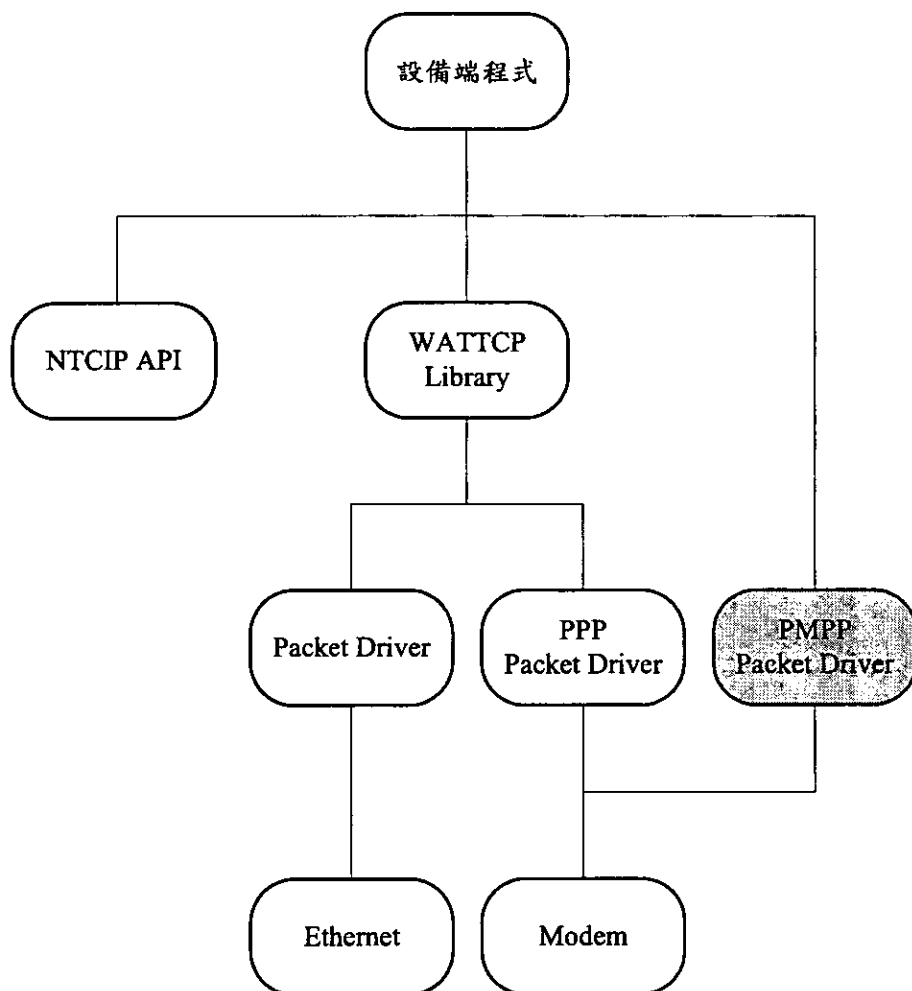 設備端程式
NTCIP API
WATTCP
Library
Packet Driver
PPP
Packet Driver
PMPP
Packet Driver
Ethernet
Modem